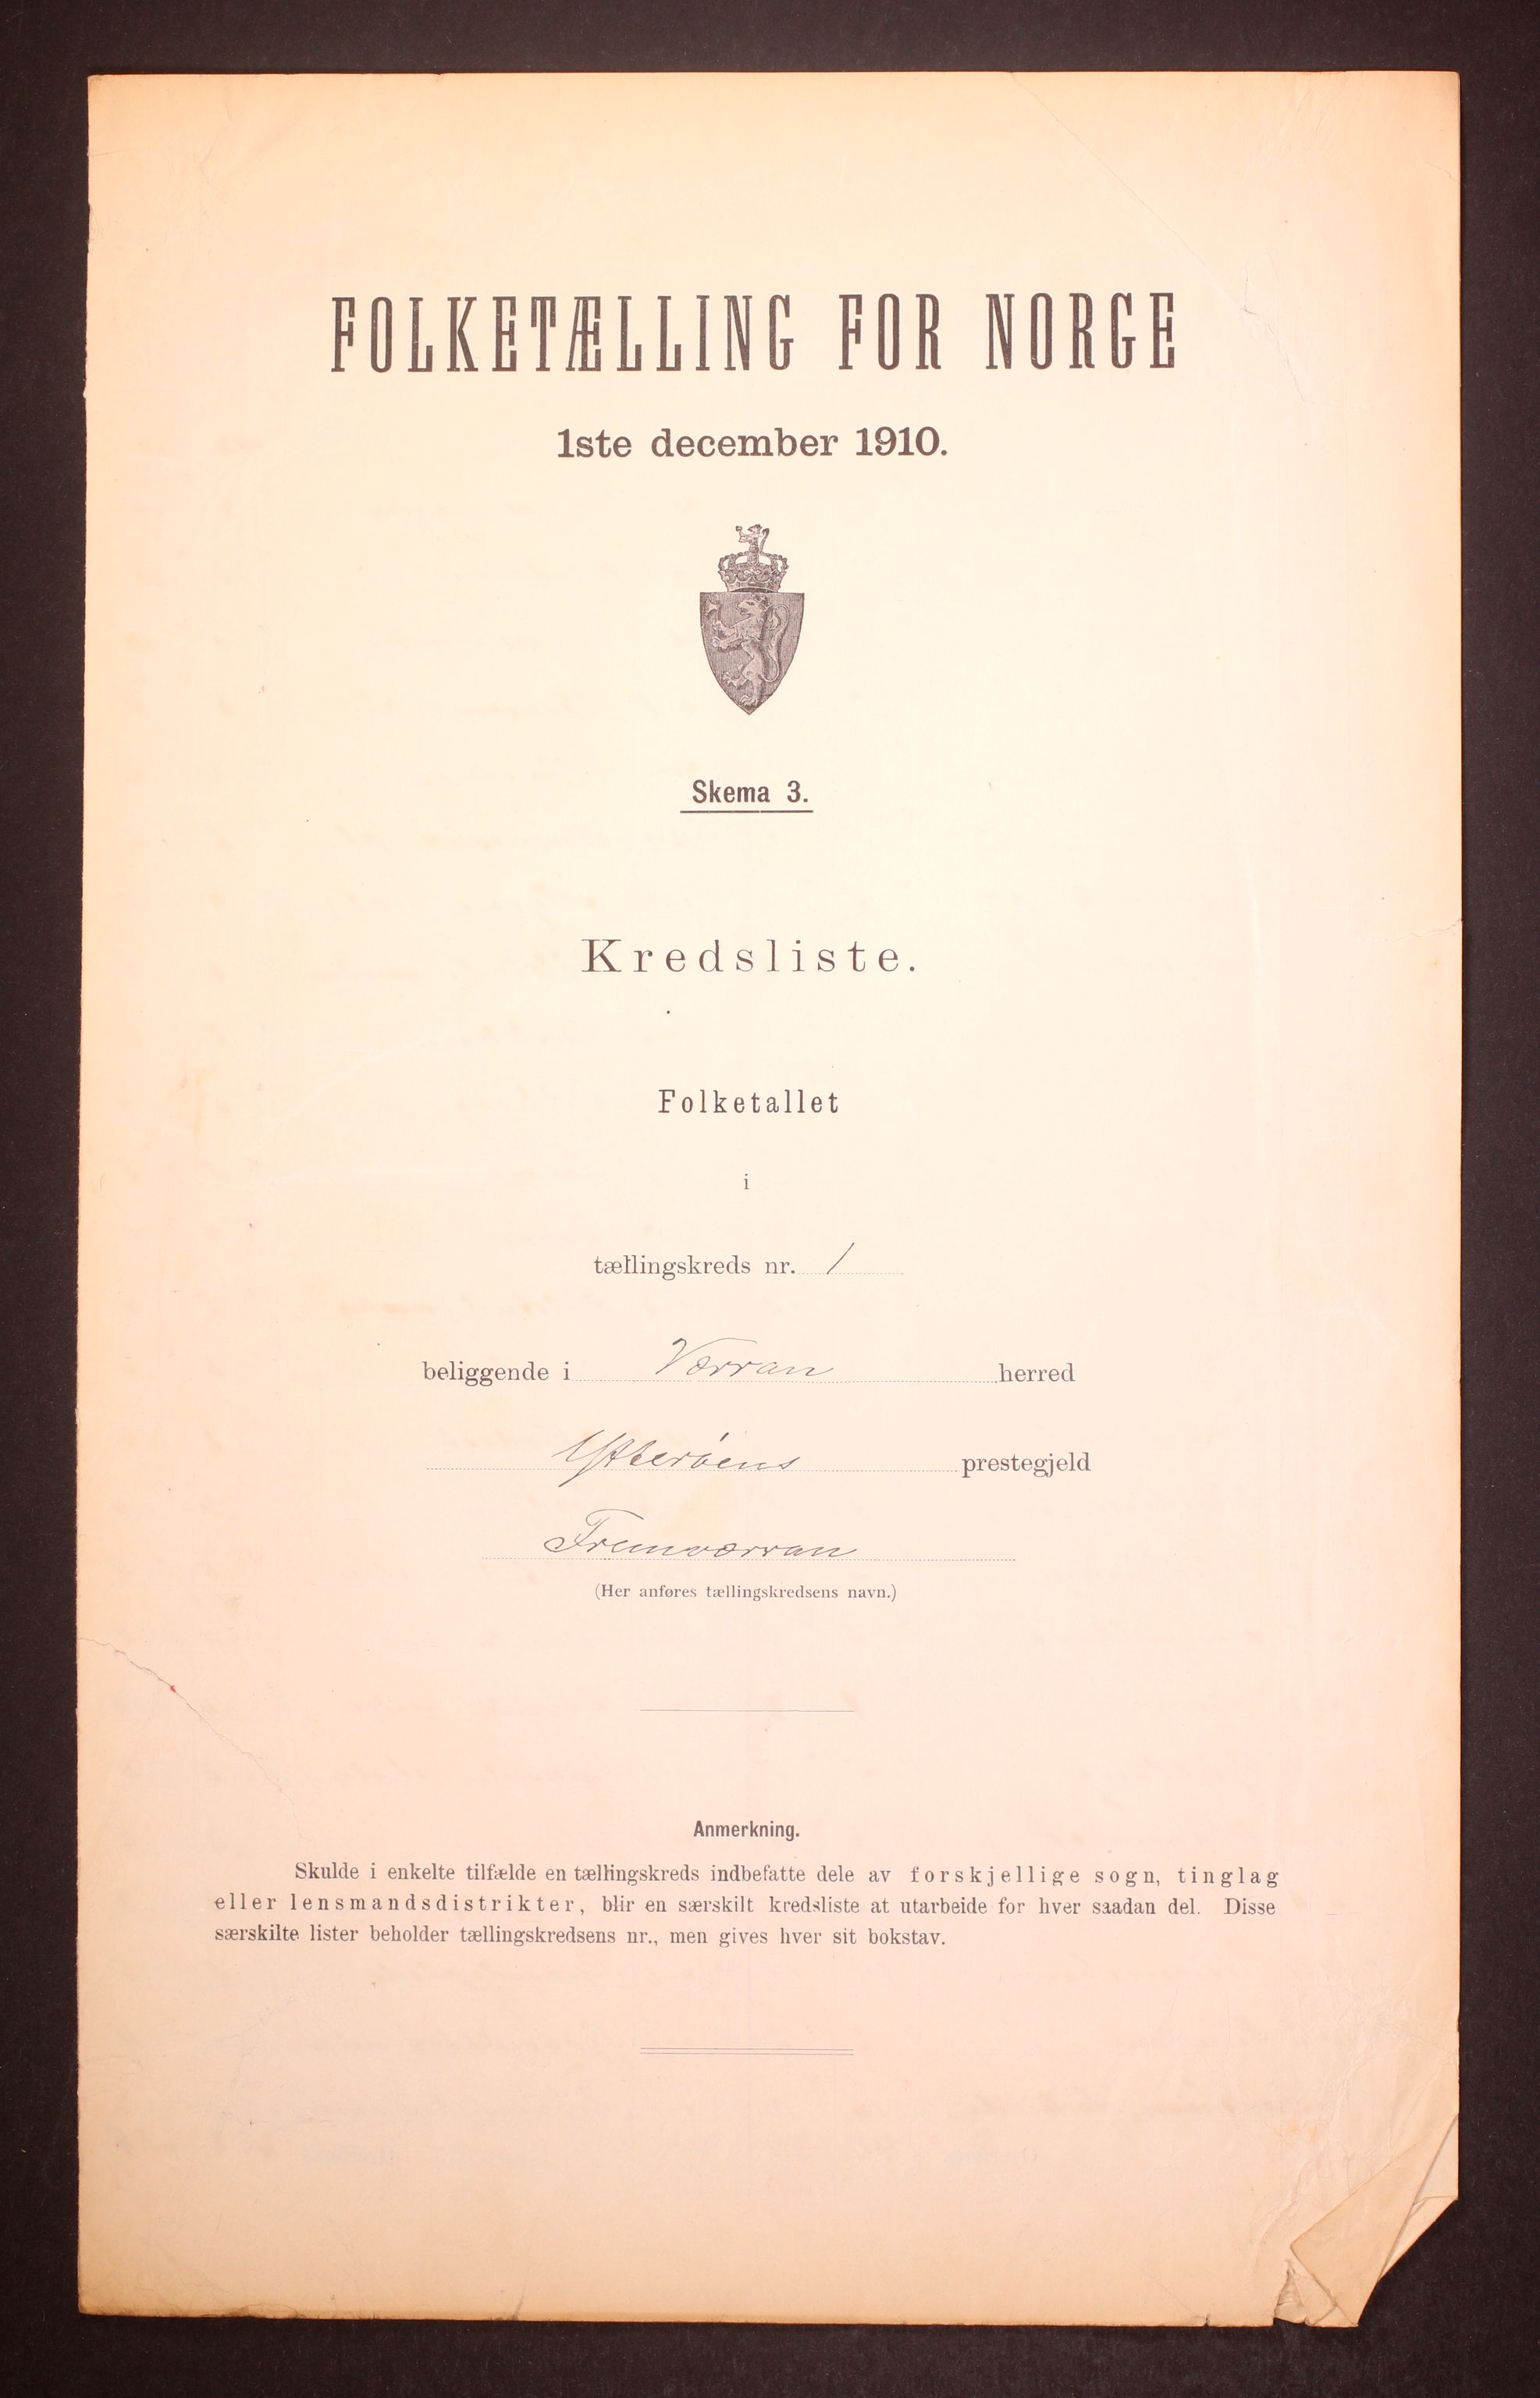 FOLKETÆLLING FOR NORGE
1ste december 1910.
Skema 3.
Kredsliste.
Folketallet
i
tællingskreds nr. 1
beliggende i Værran herred
Ytterøens prestegjeld
Fremværran
(Her anføres tællingskredsens navn.)
Anmerkning.
Skulde i enkelte tilfælde en tællingskreds indbefatte dele av forskjellige sogn, tinglag
eller lensmandsdistrikter, blir en særskilt kredsliste at utarbeide for hver saadan del. Disse
særskilte lister beholder tællingskredsens nr., men gives hver sit bokstav.